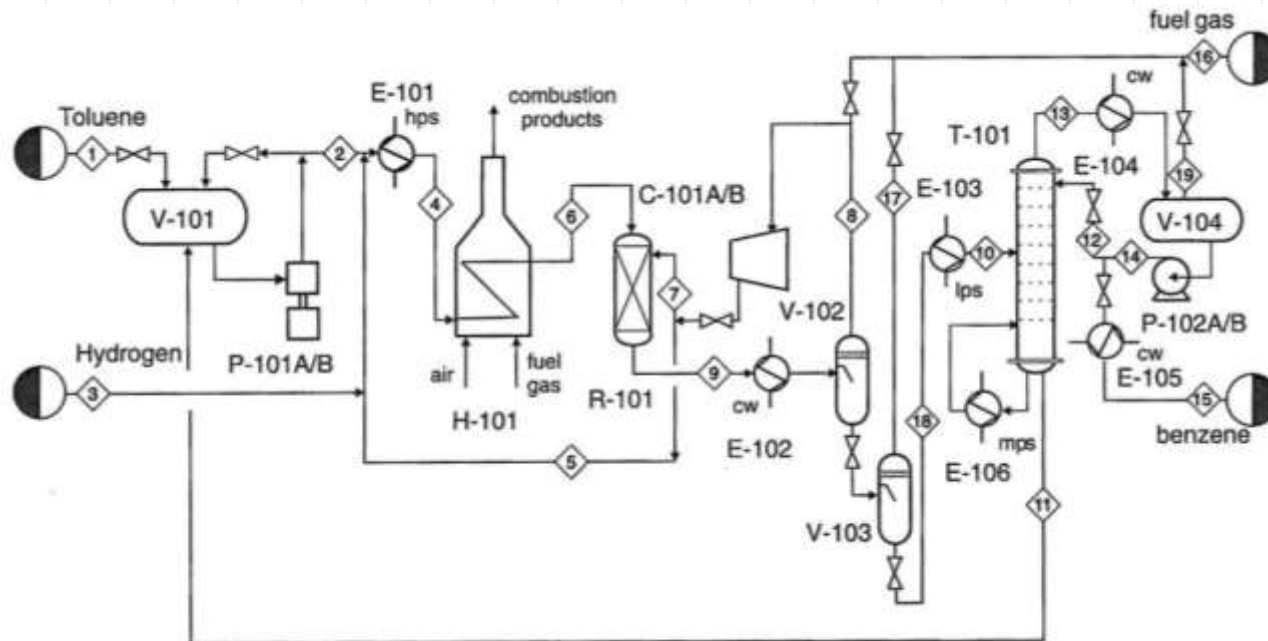 fuel gas
16
Toluene
1
2
E-101
hps
combustion
products
13
cw
T-101
E-104
19
V-101
4
6
C-101A/B
8
17
E-103
V-104
10
12
14
lps
7
V-102
P-102A/B
Hydrogen
P-101A/B
3
air
fuel
gas
H-101
R-101
9
cw
E-102
18
cw
E-105
15
benzene
mps
E-106
5
11
V-103